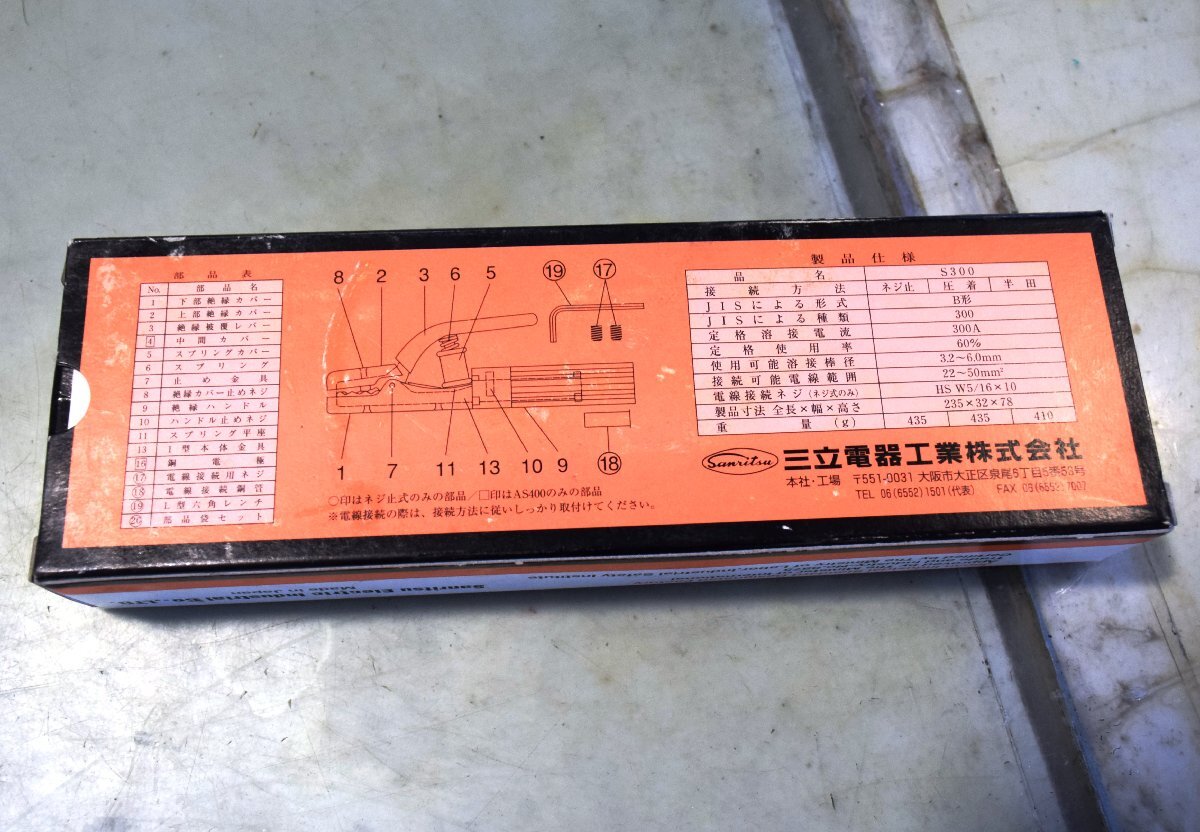 部品表
No. 部品名
1 下部絶縁カバー
2 上部絶縁カバー
3 絶縁被覆レバー
4 中間カバー
5 スプリングカバー
6 スプリング
7 止め金具
8 絶縁カバー止めネジ
9 絶縁ハンドル
10 ハンドル止めネジ
11 スプリング平座
13 I型本体金具
16 銅電極
⑰ 電線接続用ネジ
⑱ 電線接続銅管
⑲ L型六角レンチ
部品袋セット
8 2 3 6 5 ⑲ ⑰
1 7 11 13 10 9 ⑱
○印はネジ止式のみの部品/□印はAS400のみの部品
※電線接続の際は、接続方法に従いしっかり取付けてください。
製品仕様
品名 S300
接続方法 ネジ止 圧着 半田
JISによる形式 B形
JISによる種類 300
定格溶接電流 300A
定格使用率 60%
使用可能溶接棒径 3.2~6.0mm
接続可能電線範囲 22~50mm²
電線接続ネジ(ネジ式のみ) HS W5/16×10
製品寸法 全長×幅×高さ 235×32×78
重量(g) 435 435 410
Sanritsu 三立電器工業株式会社
本社・工場 〒551-0031 大阪市大正区泉尾5丁目
TEL 06(6552)1501(代表) FAX 06(6552)
Sanritsu Electric Industrial Co.,LTD.
Made in Japan